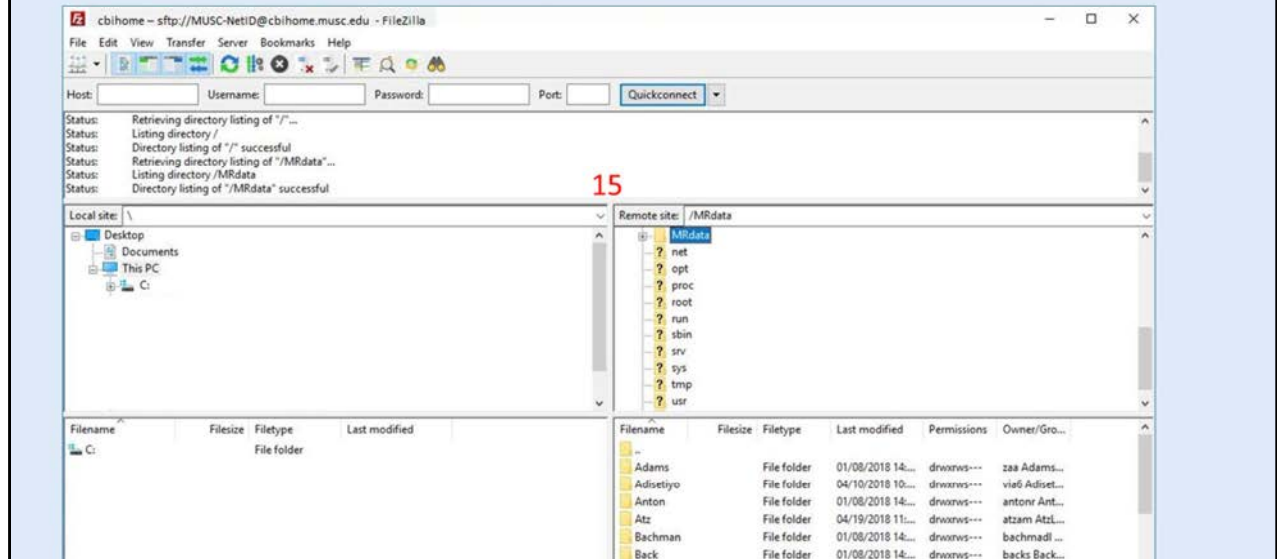 cbihome – sftp://MUSC-NetID@cbihome.musc.edu - FileZilla
File Edit View Transfer Server Bookmarks Help
Host: Username: Password: Port: Quickconnect
Status: Retrieving directory listing of "/"...
Status: Listing directory /
Status: Directory listing of "/" successful
Status: Retrieving directory listing of "/MRdata"...
Status: Listing directory /MRdata
Status: Directory listing of "/MRdata" successful
15
Local site: \
Desktop
Documents
This PC
C:
Filename Filesize Filetype Last modified
C: File folder
Remote site: /MRdata
MRdata
? net
? opt
? proc
? root
? run
? sbin
? srv
? sys
? tmp
? usr
Filename Filesize Filetype Last modified Permissions Owner/Gro...
..
Adams File folder 01/08/2018 14:... drwxrws--- zaa Adams...
Adisetiyo File folder 04/10/2018 10:... drwxrws--- via6 Adiset...
Anton File folder 01/08/2018 14:... drwxrws--- antonr Ant...
Atz File folder 04/19/2018 11:... drwxrws--- atzam AtzL...
Bachman File folder 01/08/2018 14:... drwxrws--- bachmadl ...
Back File folder 01/08/2018 14:... drwxrws--- backs Back...